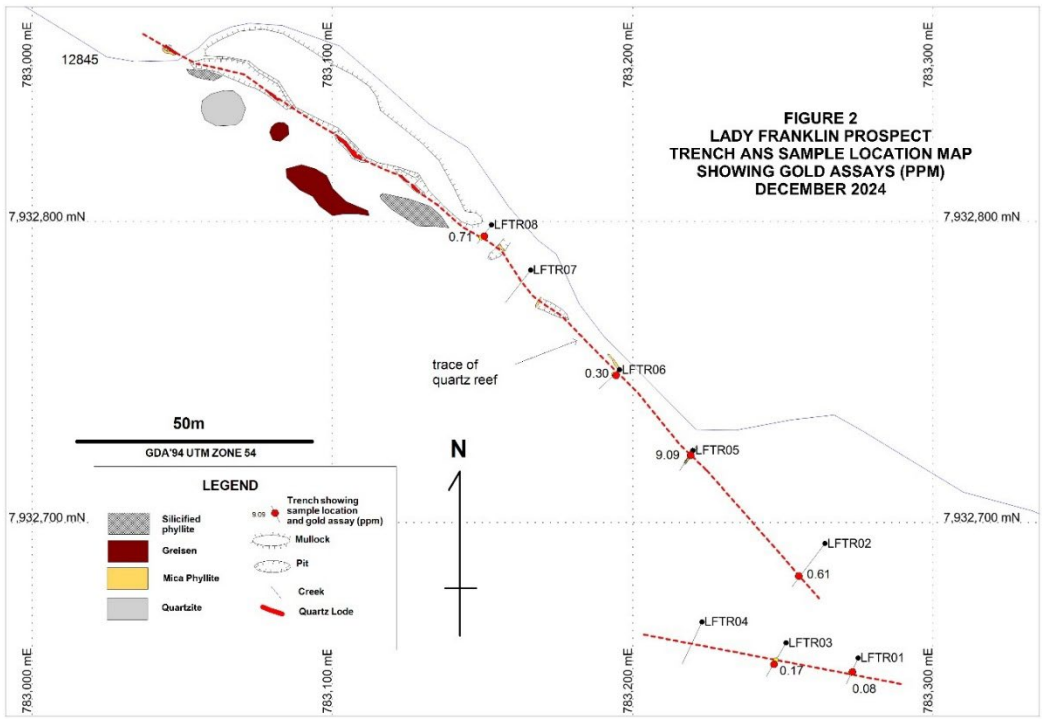 783,000 mE
783,100 mE
783,200 mE
783,300 mE
12845
FIGURE 2
LADY FRANKLIN PROSPECT
TRENCH ANS SAMPLE LOCATION MAP
SHOWING GOLD ASSAYS (PPM)
DECEMBER 2024
7,932,800 mN
7,932,800 mN
LFTR08
0.71
LFTR07
trace of
quartz reef
LFTR06
0.30
50m
GDA'94 UTM ZONE 54
N
LFTR05
9.09
LEGEND
Silicified
phyllite
Greisen
Mica Phyllite
Quartzite
9.09
Trench showing
sample location
and gold assay (ppm)
Mullock
Pit
Creek
Quartz Lode
7,932,700 mN
7,932,700 mN
LFTR02
0.61
LFTR04
LFTR03
0.17
LFTR01
0.08
783,000 mE
783,100 mE
783,200 mE
783,300 mE